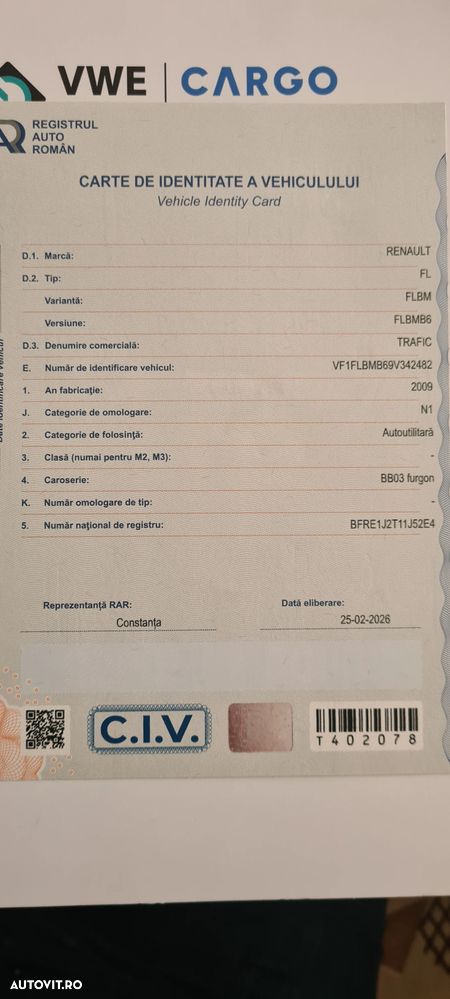 VWE | CARGO
REGISTRUL
AUTO
ROMÂN
CARTE DE IDENTITATE A VEHICULULUI
Vehicle Identity Card
D.1. Marcă: RENAULT
D.2. Tip: FL
Variantă: FLBM
Versiune: FLBMB6
D.3. Denumire comercială: TRAFIC
E. Număr de identificare vehicul: VF1FLBMB69V342482
1. An fabricație: 2009
J. Categorie de omologare: N1
2. Categorie de folosință: Autoutilitară
3. Clasă (numai pentru M2, M3): -
4. Caroserie: BB03 furgon
K. Număr omologare de tip: -
5. Număr național de registru: BFRE1J2T11J52E4
Reprezentanță RAR: Dată eliberare:
Constanța 25-02-2026
C.I.V.
T402078
AUTOVIT.RO